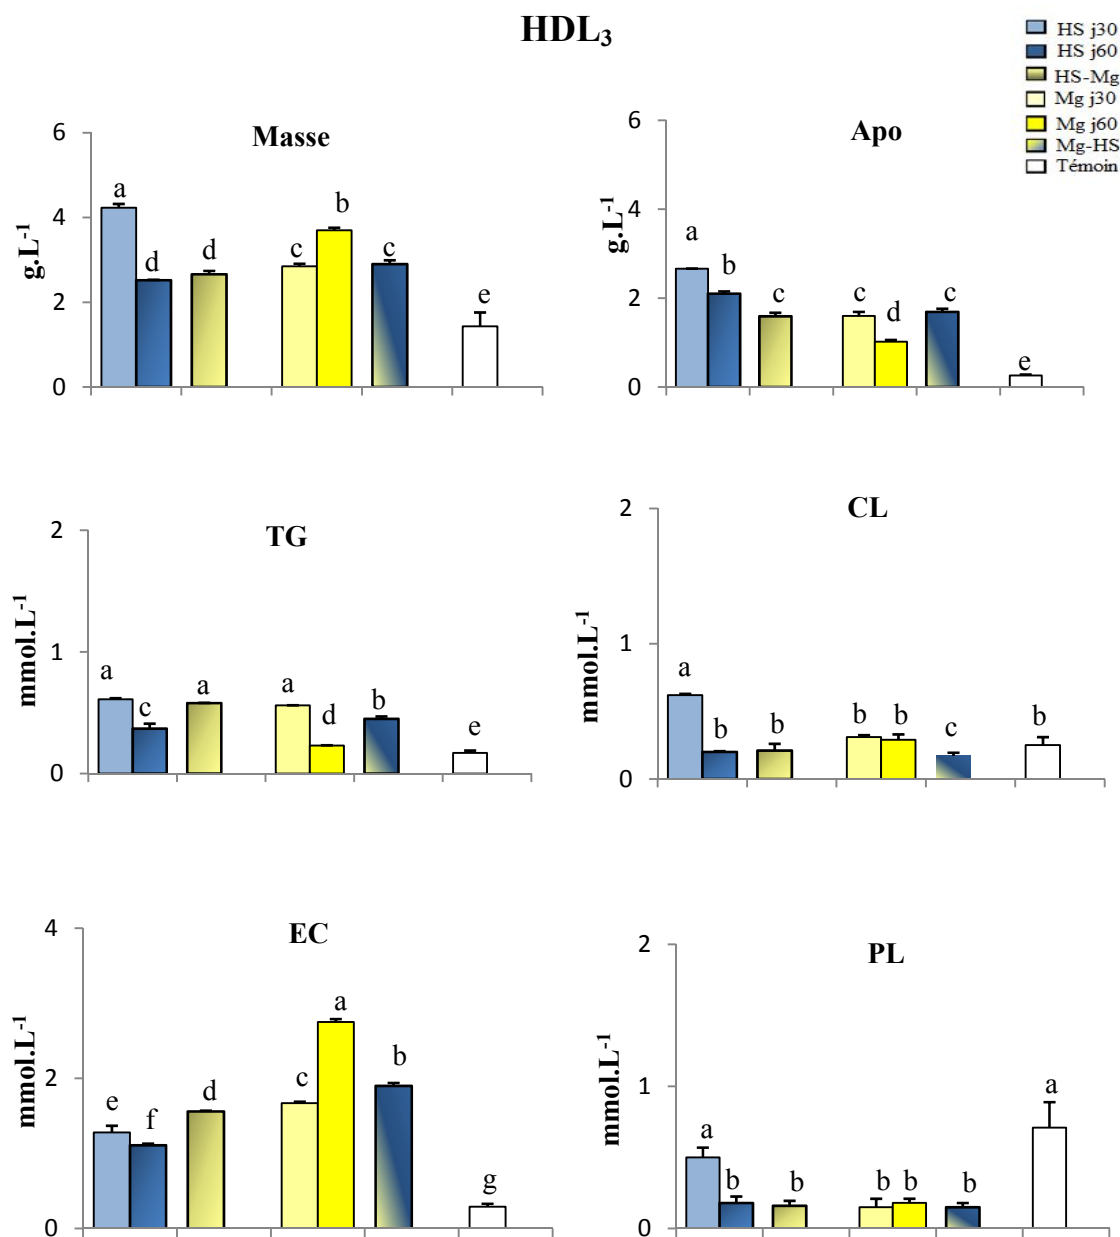 HDL₃
HS j30
HS j60
HS-Mg
Mg j30
Mg j60
Mg-HS
Témoin
Masse
g.L⁻¹
6
4
2
0
a
d
d
c
b
c
e
Apo
g.L⁻¹
6
4
2
0
a
b
c
c
d
c
e
TG
mmol.L⁻¹
2
1
0
a
c
a
a
d
b
e
CL
mmol.L⁻¹
2
1
0
a
b
b
b
b
c
b
EC
mmol.L⁻¹
4
2
0
e
f
d
c
a
b
g
PL
mmol.L⁻¹
2
1
0
a
b
b
b
b
b
a